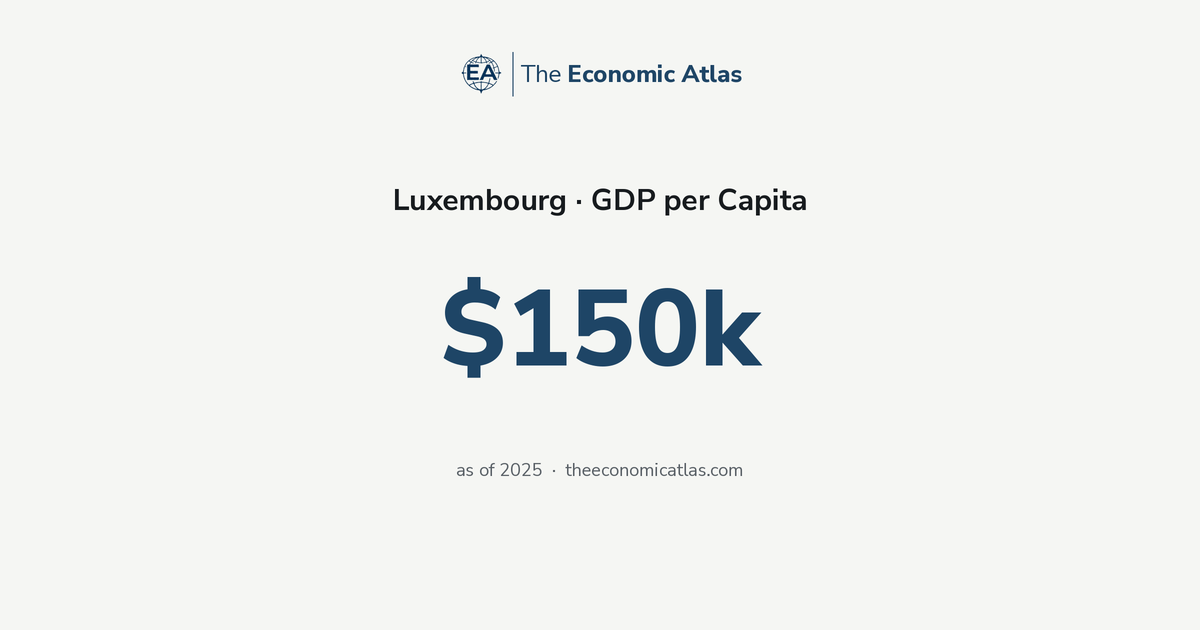 EA The Economic Atlas
Luxembourg · GDP per Capita
$150k
as of 2025 · theeconomicatlas.com